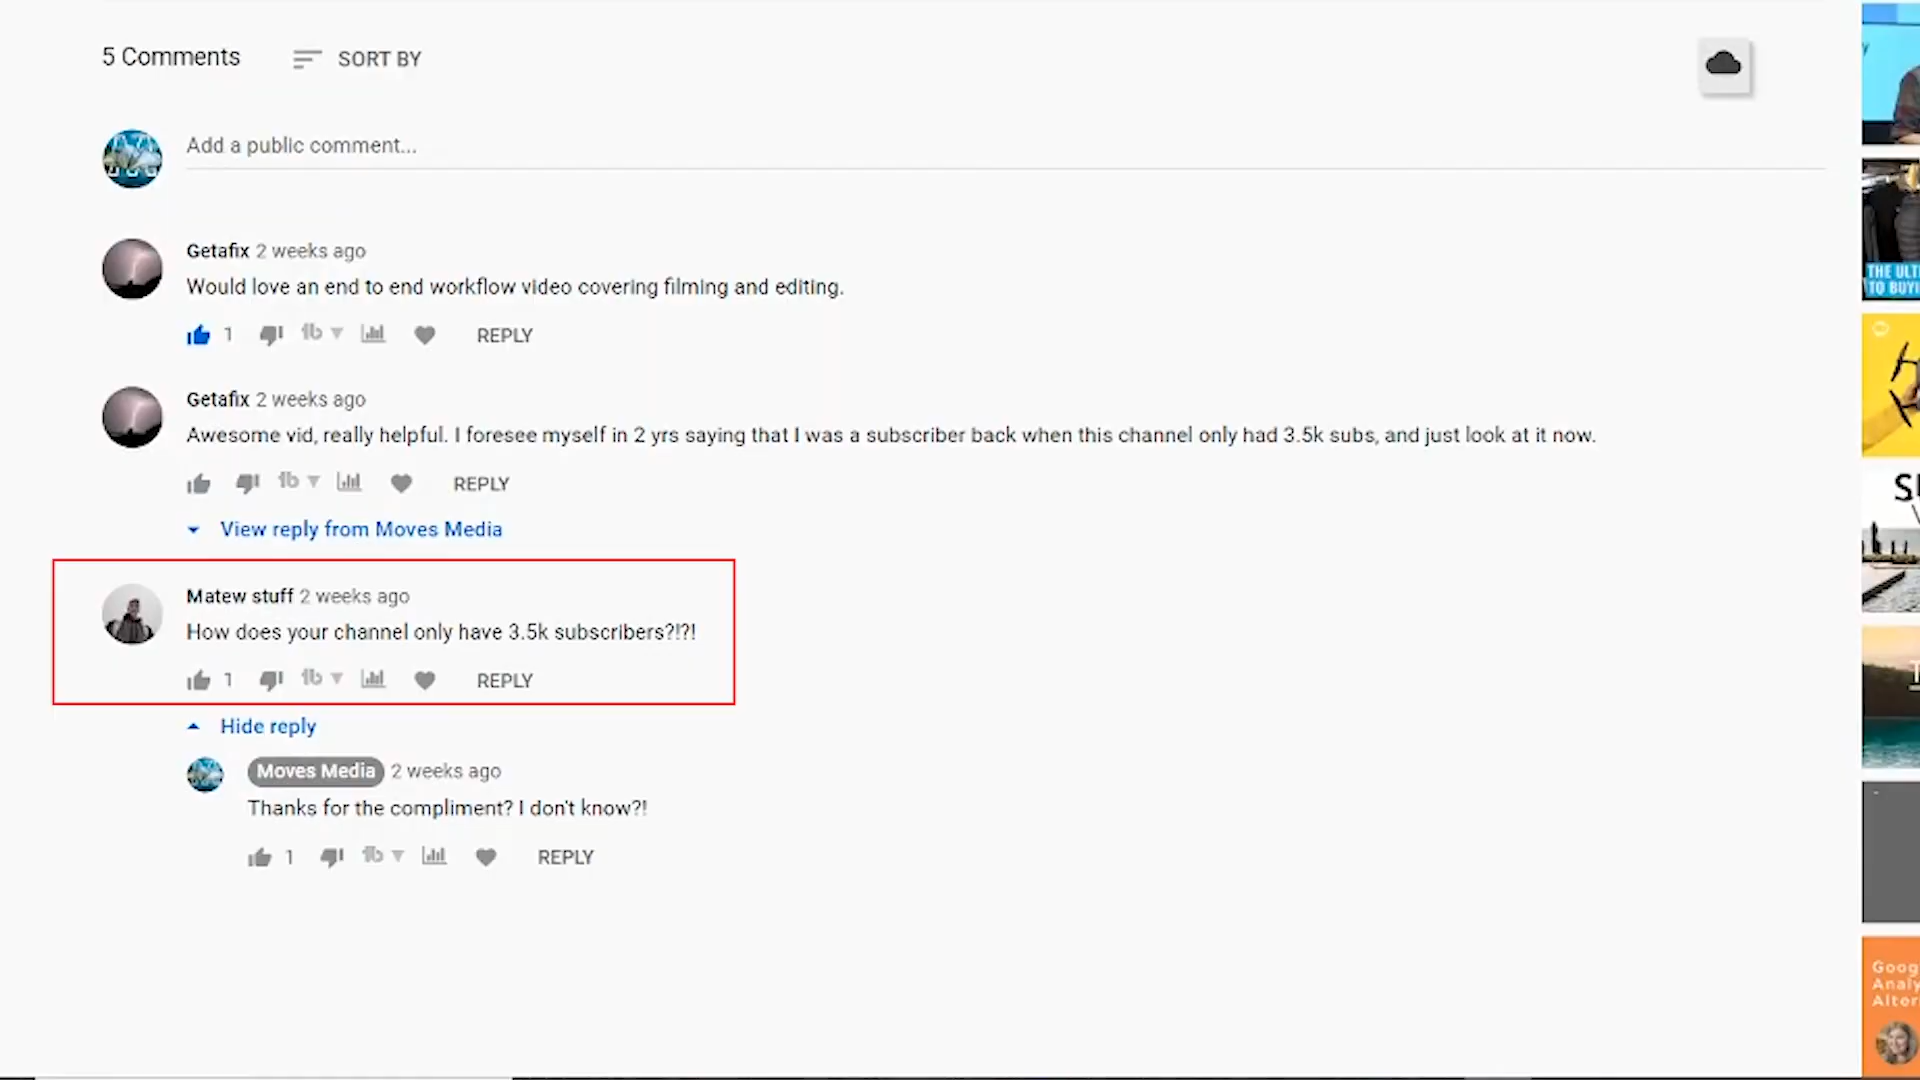 5 Comments
SORT BY
Add a public comment...
Getafix 2 weeks ago
Would love an end to end workflow video covering filming and editing.
1
REPLY
Getafix 2 weeks ago
Awesome vid, really helpful. I foresee myself in 2 yrs saying that I was a subscriber back when this channel only had 3.5k subs, and just look at it now.
REPLY
View reply from Moves Media
Matew stuff 2 weeks ago
How does your channel only have 3.5k subscribers?!?!
1
REPLY
Hide reply
Moves Media 2 weeks ago
Thanks for the compliment? I don't know?!
1
REPLY
THE ULT
TO BUYI
Goog
Analy
Alter